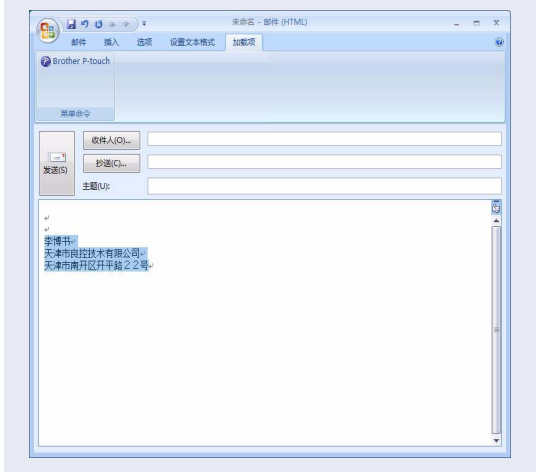 未命名 - 邮件 (HTML)
邮件 插入 选项 设置文本格式 加载项
Brother P-touch
菜单命令
收件人(O)...
抄送(C)...
发送(S)
主题(U):
李博书
天津市良控技术有限公司
天津市南开区开平路２２号